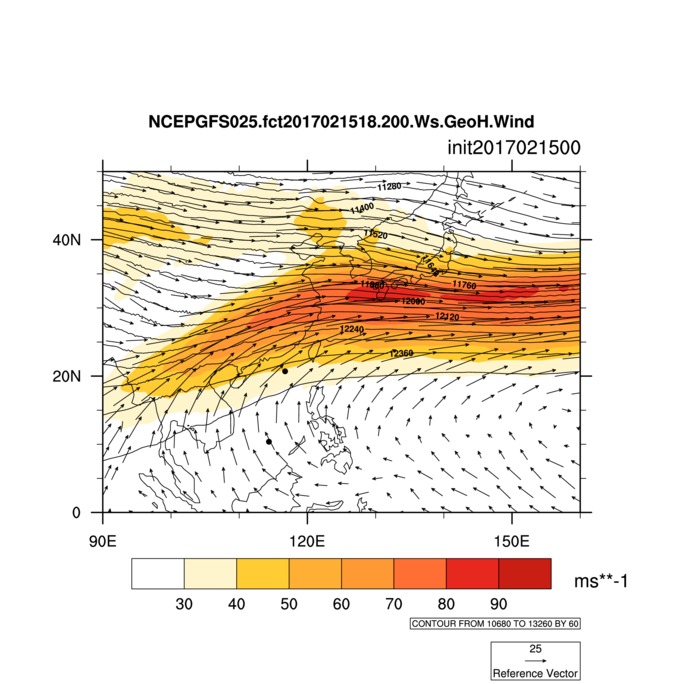 NCEPGFS025.fct2017021518.200.Ws.GeoH.Wind
init2017021500
11280
11400
11520
40N
11640
11880
11760
12000
12120
12240
12360
20N
0
90E 120E 150E
ms**-1
30 40 50 60 70 80 90
CONTOUR FROM 10680 TO 13260 BY 60
25
Reference Vector